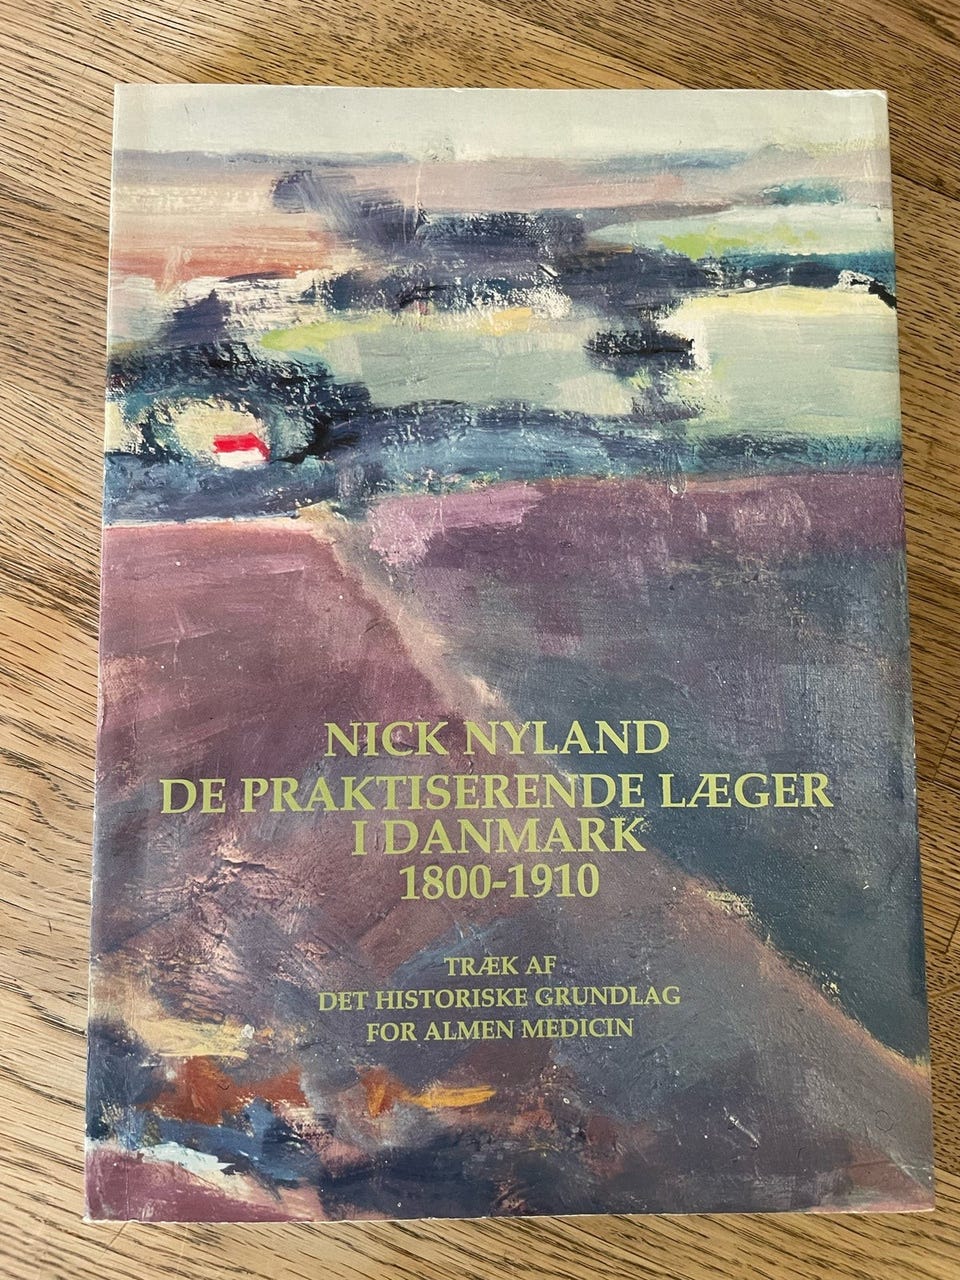 NICK NYLAND
DE PRAKTISERENDE LÆGER
I DANMARK
1800-1910
TRÆK AF
DET HISTORISKE GRUNDLAG
FOR ALMEN MEDICIN